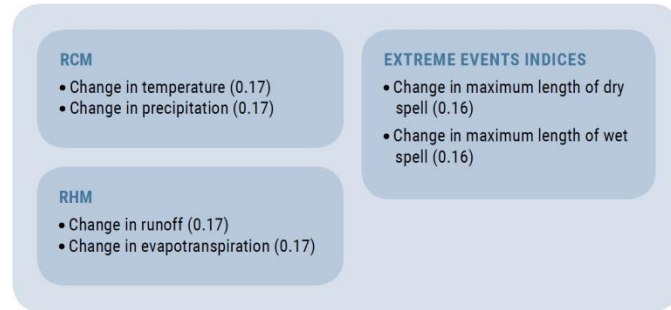 RCM
• Change in temperature (0.17)
• Change in precipitation (0.17)
RHM
• Change in runoff (0.17)
• Change in evapotranspiration (0.17)
EXTREME EVENTS INDICES
• Change in maximum length of dry
spell (0.16)
• Change in maximum length of wet
spell (0.16)